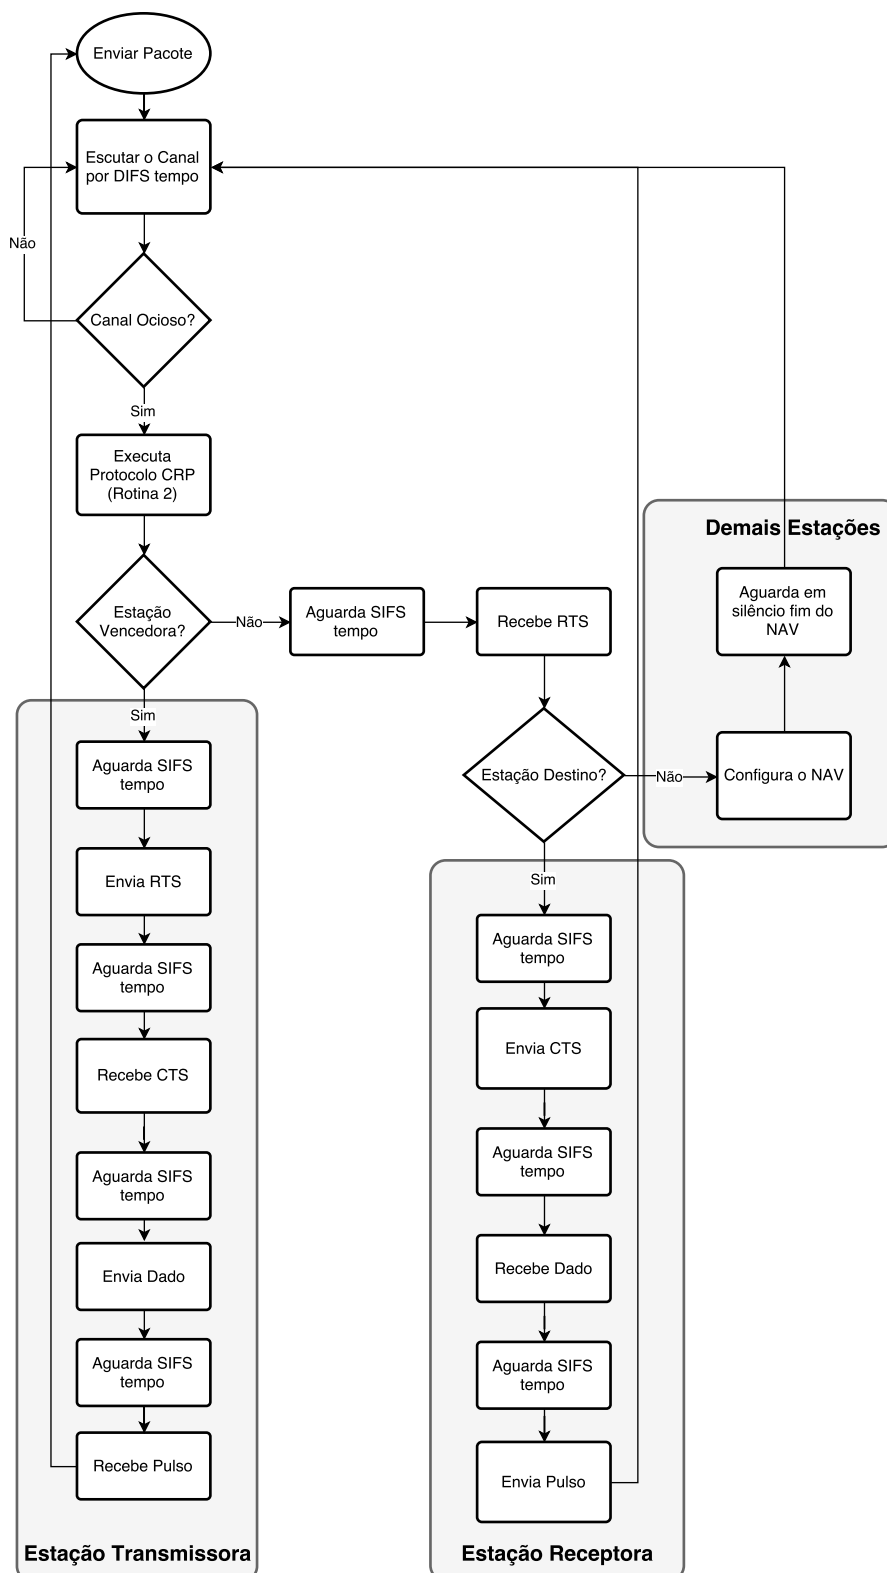 Enviar Pacote
Escutar o Canal
por DIFS tempo
Não
Canal Ocioso?
Sim
Executa
Protocolo CRP
(Rotina 2)
Estação
Vencedora?
Não
Aguarda SIFS
tempo
Recebe RTS
Estação Destino?
Não
Demais Estações
Aguarda em
silêncio fim do
NAV
Configura o NAV
Sim
Aguarda SIFS
tempo
Envia RTS
Aguarda SIFS
tempo
Recebe CTS
Aguarda SIFS
tempo
Envia Dado
Aguarda SIFS
tempo
Recebe Pulso
Estação Transmissora
Sim
Aguarda SIFS
tempo
Envia CTS
Aguarda SIFS
tempo
Recebe Dado
Aguarda SIFS
tempo
Envia Pulso
Estação Receptora